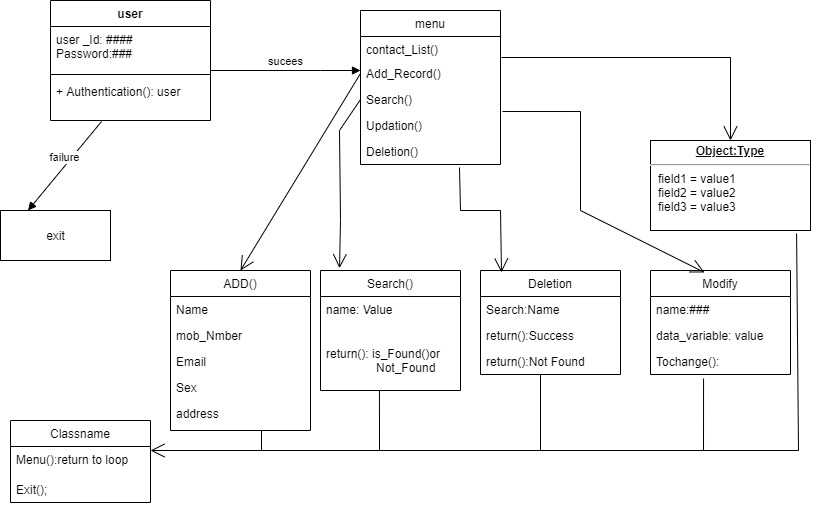 user
user _Id: ####
Password:###
+ Authentication(): user
sucees
failure
exit
menu
contact_List()
Add_Record()
Search()
Updation()
Deletion()
Object:Type
field1 = value1
field2 = value2
field3 = value3
ADD()
Name
mob_Nmber
Email
Sex
address
Search()
name: Value
return(): is_Found()or
Not_Found
Deletion
Search:Name
return():Success
return():Not Found
Modify
name:###
data_variable: value
Tochange():
Classname
Menu():return to loop
Exit();